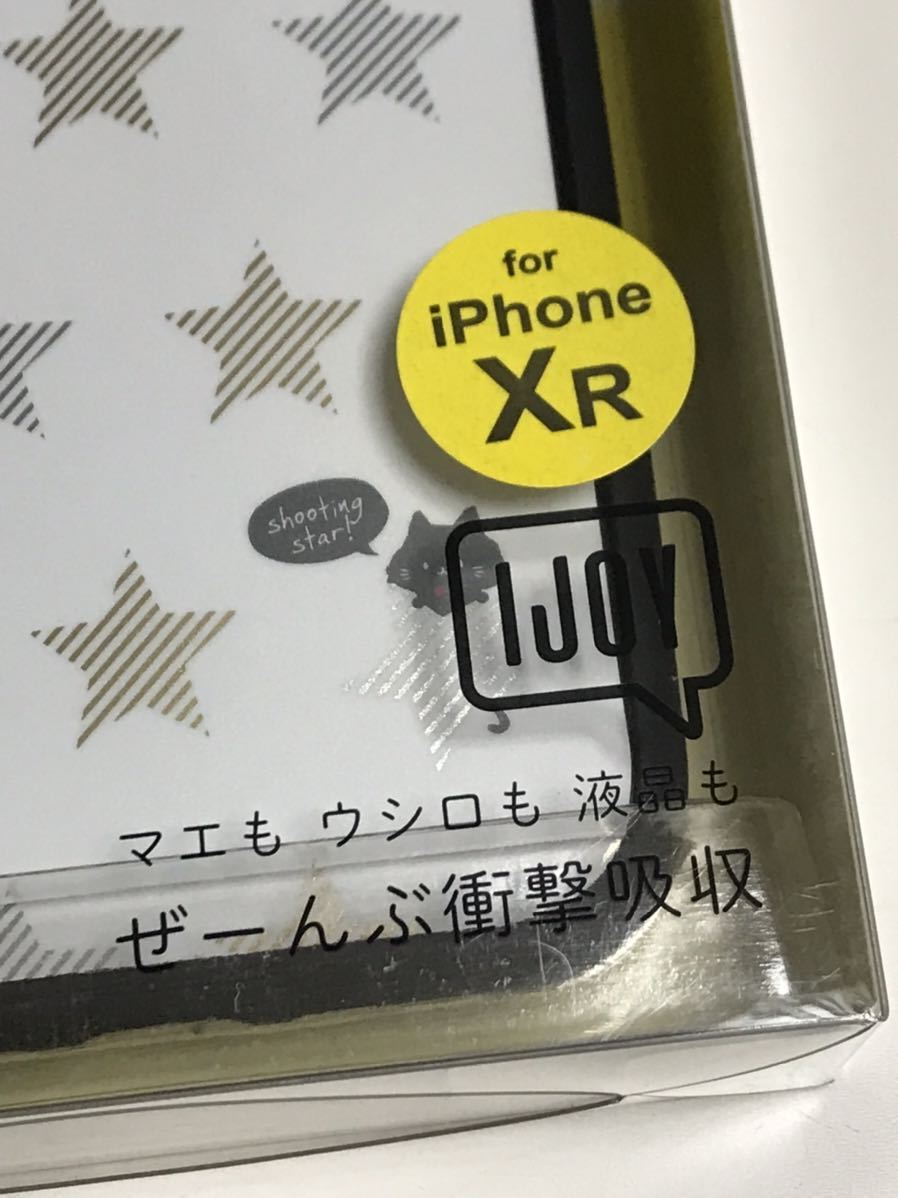 for
iPhone
XR
shooting
star!
IJOY
マエも ウシロも 液晶も
ぜーんぶ衝撃吸収